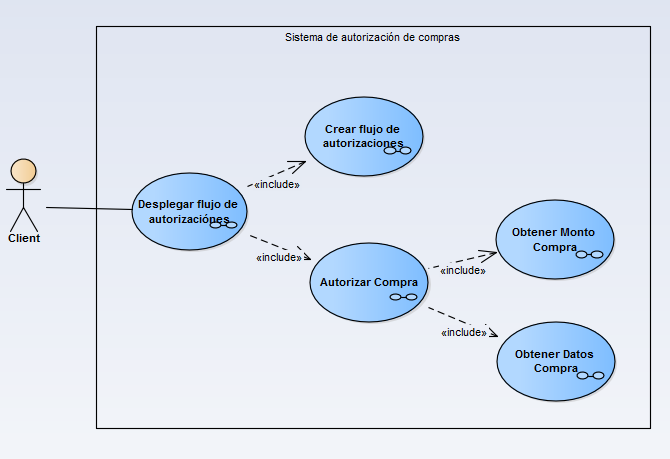 Sistema de autorización de compras
Crear flujo de
autorizaciones
«include»
Desplegar flujo de
autorizaciónes
Client
«include»
Autorizar Compra
Obtener Monto
Compra
«include»
«include»
Obtener Datos
Compra